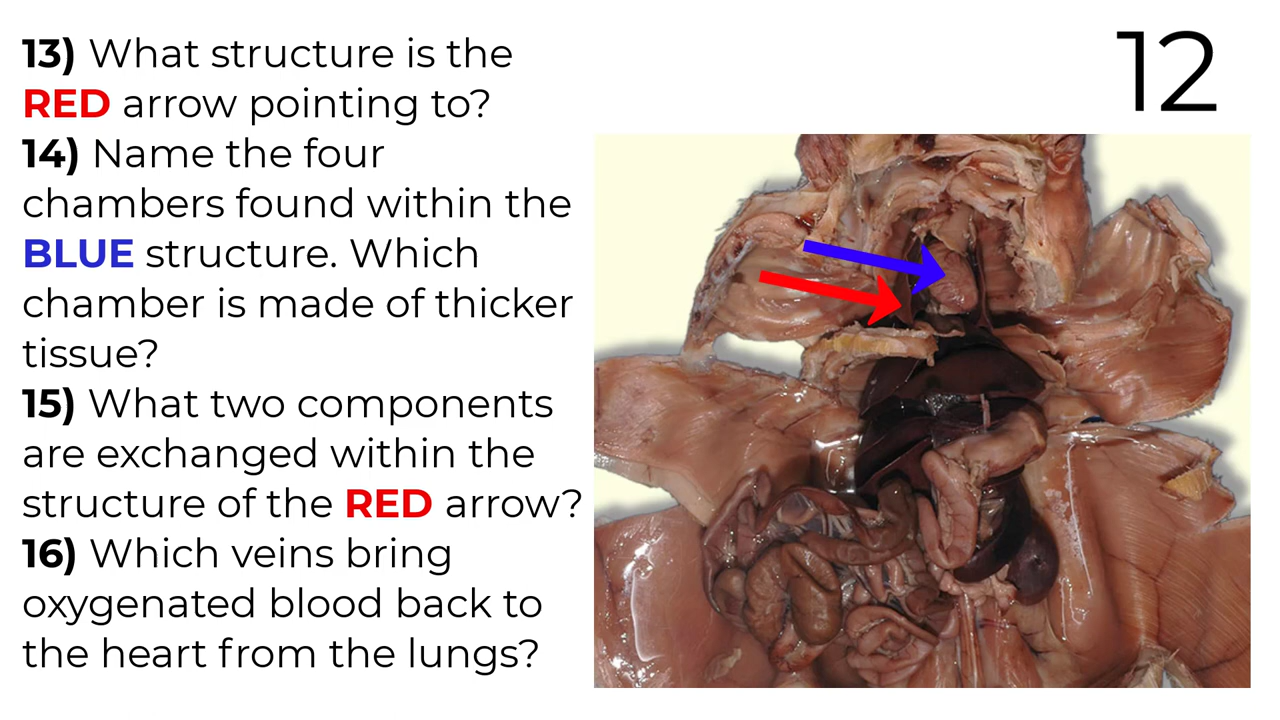 13) What structure is the
RED arrow pointing to?
14) Name the four
chambers found within the
BLUE structure. Which
chamber is made of thicker
tissue?
15) What two components
are exchanged within the
structure of the RED arrow?
16) Which veins bring
oxygenated blood back to
the heart from the lungs?
12